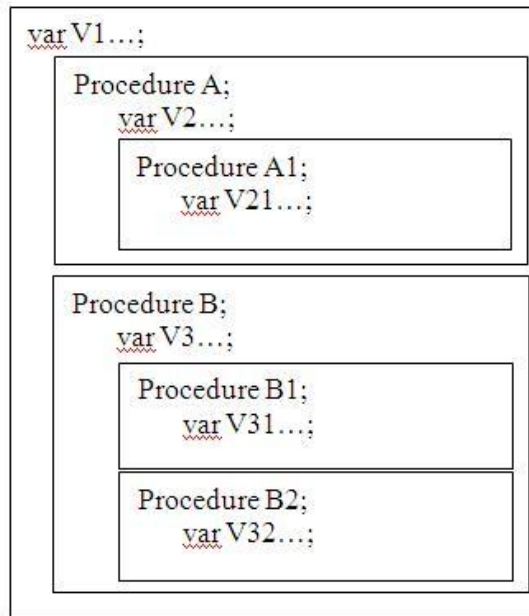 var V1...;
Procedure A;
var V2...;
Procedure A1;
var V21...;
Procedure B;
var V3...;
Procedure B1;
var V31...;
Procedure B2;
var V32...;